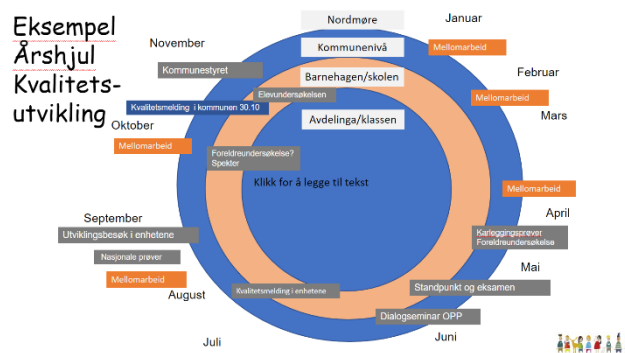 Eksempel
Årshjul
Kvalitets-
utvikling
Nordmøre
Kommunenivå
Barnehagen/skolen
Avdelinga/klassen
Klikk for å legge til tekst
Januar
Mellomarbeid
Februar
Mellomarbeid
Mars
Mellomarbeid
April
Karleggingsprøver
Foreldreundersøkelse
Mai
Standpunkt og eksamen
Dialogseminar OPP
Juni
Juli
Kvalitetsmelding i enhetene
August
Mellomarbeid
Nasjonale prøver
Utviklingsbesøk i enhetene
September
Mellomarbeid
Oktober
Foreldreundersøkelse?
Spekter
Kvalitetsmelding i kommunen 30.10
Elevundersøkelsen
Kommunestyret
November